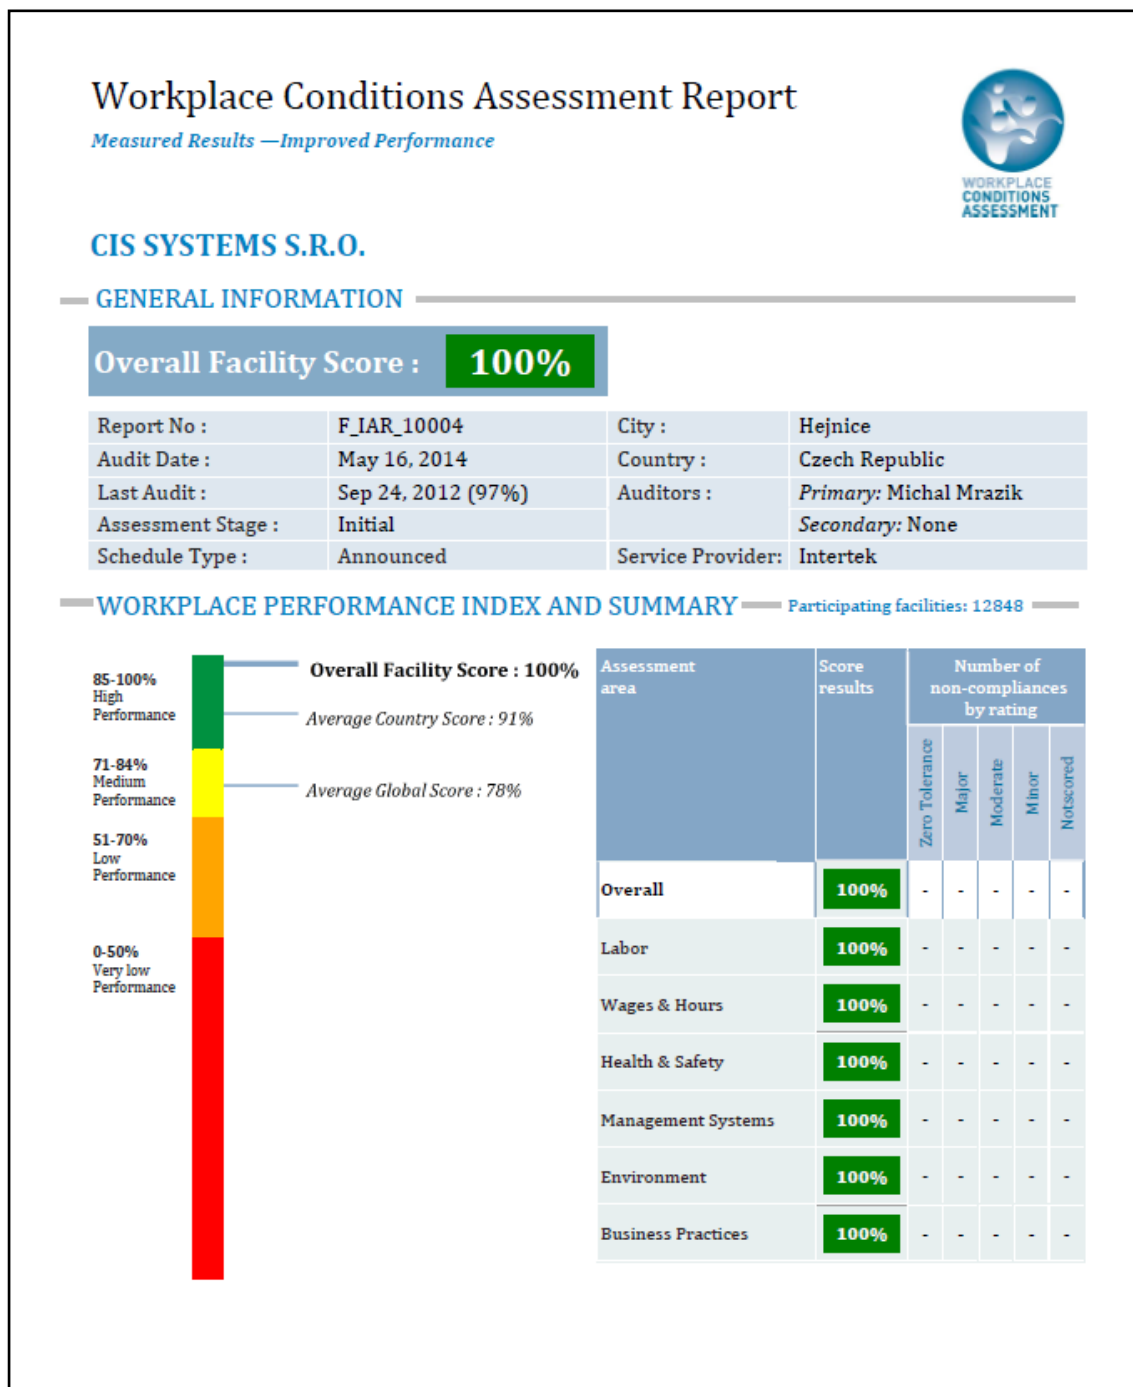 Workplace Conditions Assessment Report
Measured Results —Improved Performance
WORKPLACE
CONDITIONS
ASSESSMENT
CIS SYSTEMS S.R.O.
GENERAL INFORMATION
Overall Facility Score : 100%
Report No : F_IAR_10004 City : Hejnice
Audit Date : May 16, 2014 Country : Czech Republic
Last Audit : Sep 24, 2012 (97%) Auditors : Primary: Michal Mrazik
Assessment Stage : Initial Secondary: None
Schedule Type : Announced Service Provider: Intertek
WORKPLACE PERFORMANCE INDEX AND SUMMARY Participating facilities: 12848
85-100%
High
Performance
71-84%
Medium
Performance
51-70%
Low
Performance
0-50%
Very low
Performance
Overall Facility Score : 100%
Average Country Score : 91%
Average Global Score : 78%
Assessment
area
Score
results
Number of
non-compliances
by rating
Zero Tolerance
Major
Moderate
Minor
Notscored
Overall 100% - - - - -
Labor 100% - - - - -
Wages & Hours 100% - - - - -
Health & Safety 100% - - - - -
Management Systems 100% - - - - -
Environment 100% - - - - -
Business Practices 100% - - - - -